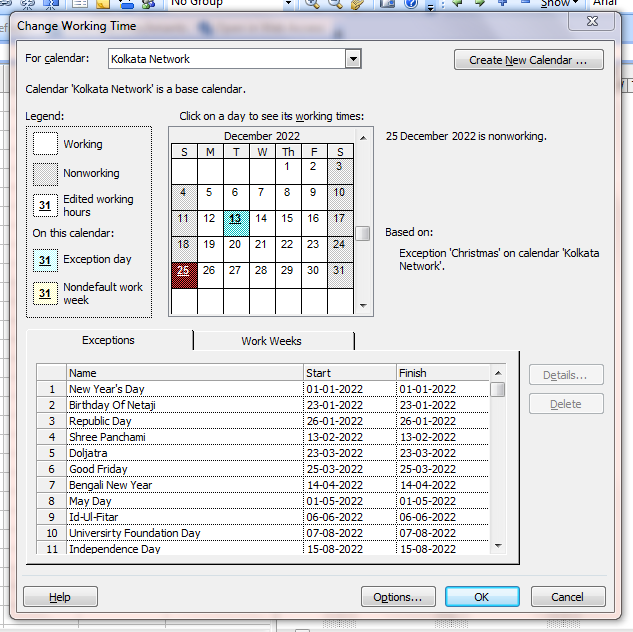 No Group
Show
Arial
Change Working Time
For calendar:
Kolkata Network
Create New Calendar ...
Calendar 'Kolkata Network' is a base calendar.
Legend:
Working
Nonworking
31 Edited working
hours
On this calendar:
31 Exception day
31 Nondefault work
week
Click on a day to see its working times:
December 2022
S M T W Th F S
1 2 3
4 5 6 7 8 9 10
11 12 13 14 15 16 17
18 19 20 21 22 23 24
25 26 27 28 29 30 31
25 December 2022 is nonworking.
Based on:
Exception 'Christmas' on calendar 'Kolkata
Network'.
Exceptions
Work Weeks
Name Start Finish
1 New Year's Day 01-01-2022 01-01-2022
2 Birthday Of Netaji 23-01-2022 23-01-2022
3 Republic Day 26-01-2022 26-01-2022
4 Shree Panchami 13-02-2022 13-02-2022
5 Doljatra 23-03-2022 23-03-2022
6 Good Friday 25-03-2022 25-03-2022
7 Bengali New Year 14-04-2022 14-04-2022
8 May Day 01-05-2022 01-05-2022
9 Id-Ul-Fitar 06-06-2022 06-06-2022
10 Universirty Foundation Day 07-08-2022 07-08-2022
11 Independence Day 15-08-2022 15-08-2022
Details...
Delete
Help
Options...
OK
Cancel